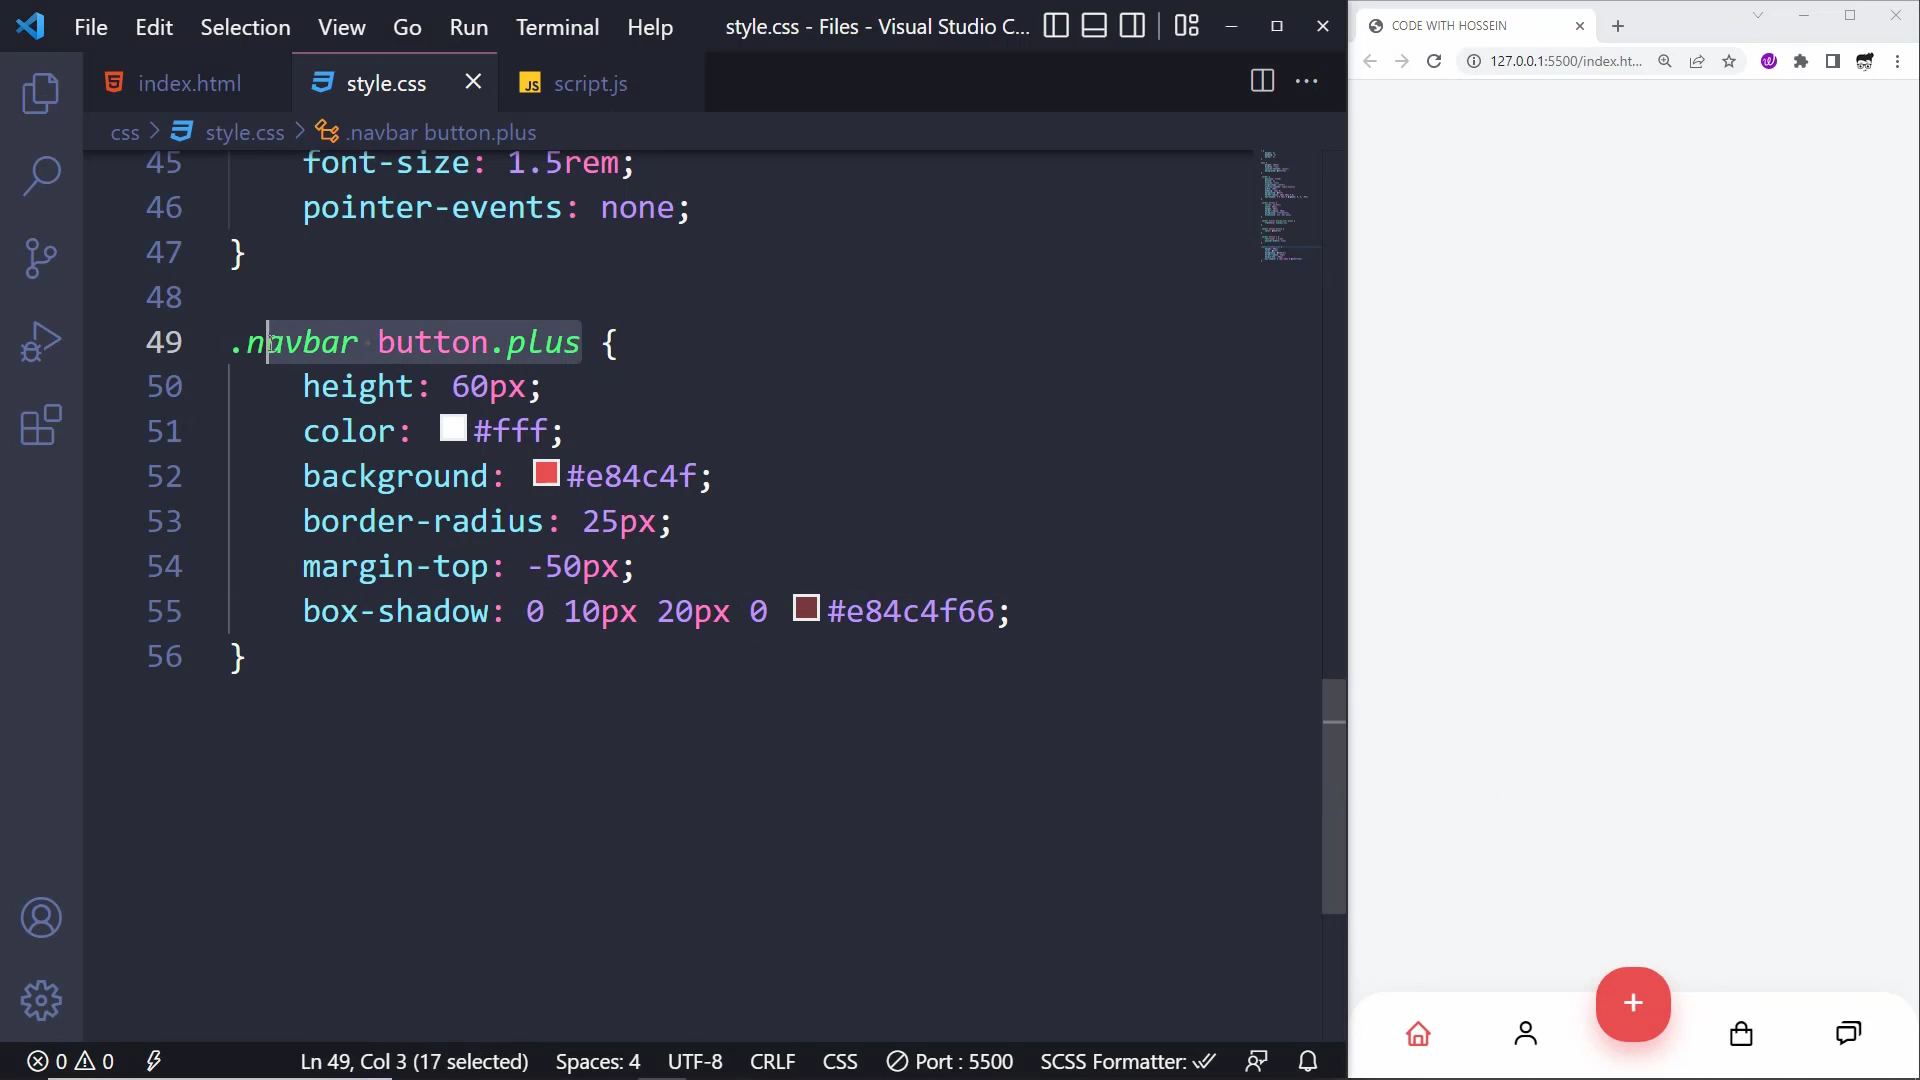 File Edit Selection View Go Run Terminal Help style.css - Files - Visual Studio C...
index.html style.css script.js
css > style.css > .navbar button.plus
45 font-size: 1.5rem;
46 pointer-events: none;
47 }
48
49 .navbar button.plus {
50 height: 60px;
51 color: #fff;
52 background: #e84c4f;
53 border-radius: 25px;
54 margin-top: -50px;
55 box-shadow: 0 10px 20px 0 #e84c4f66;
56 }
0 0 Ln 49, Col 3 (17 selected) Spaces: 4 UTF-8 CRLF CSS Port : 5500 SCSS Formatter:
CODE WITH HOSSEIN
127.0.0.1:5500/index.ht...
+